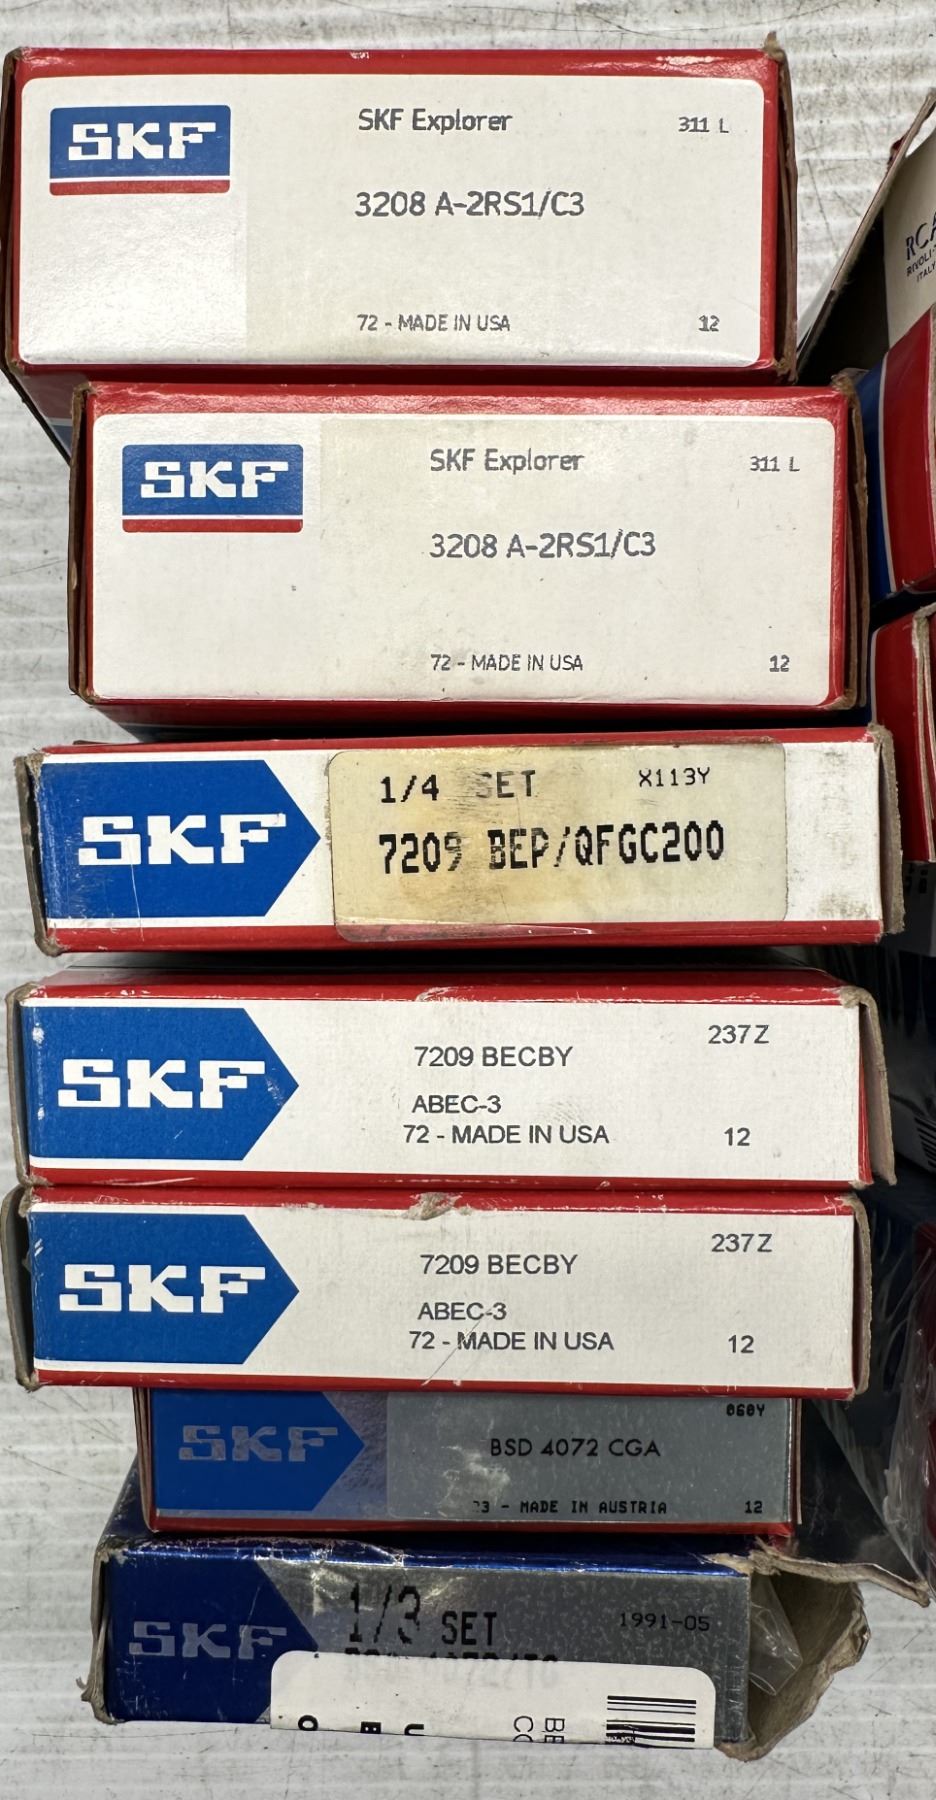 SKF
SKF Explorer 311 L
3208 A-2RS1/C3
72 - MADE IN USA 12
SKF
SKF Explorer 311 L
3208 A-2RS1/C3
72 - MADE IN USA 12
SKF
1/4 SET X113Y
7209 BEP/QFGC200
SKF
7209 BECBY 237Z
ABEC-3
72 - MADE IN USA 12
SKF
7209 BECBY 237Z
ABEC-3
72 - MADE IN USA 12
SKF
060Y
BSD 4072 CGA
3 - MADE IN AUSTRIA 12
SKF
1/3 SET 1991-05
ITALY